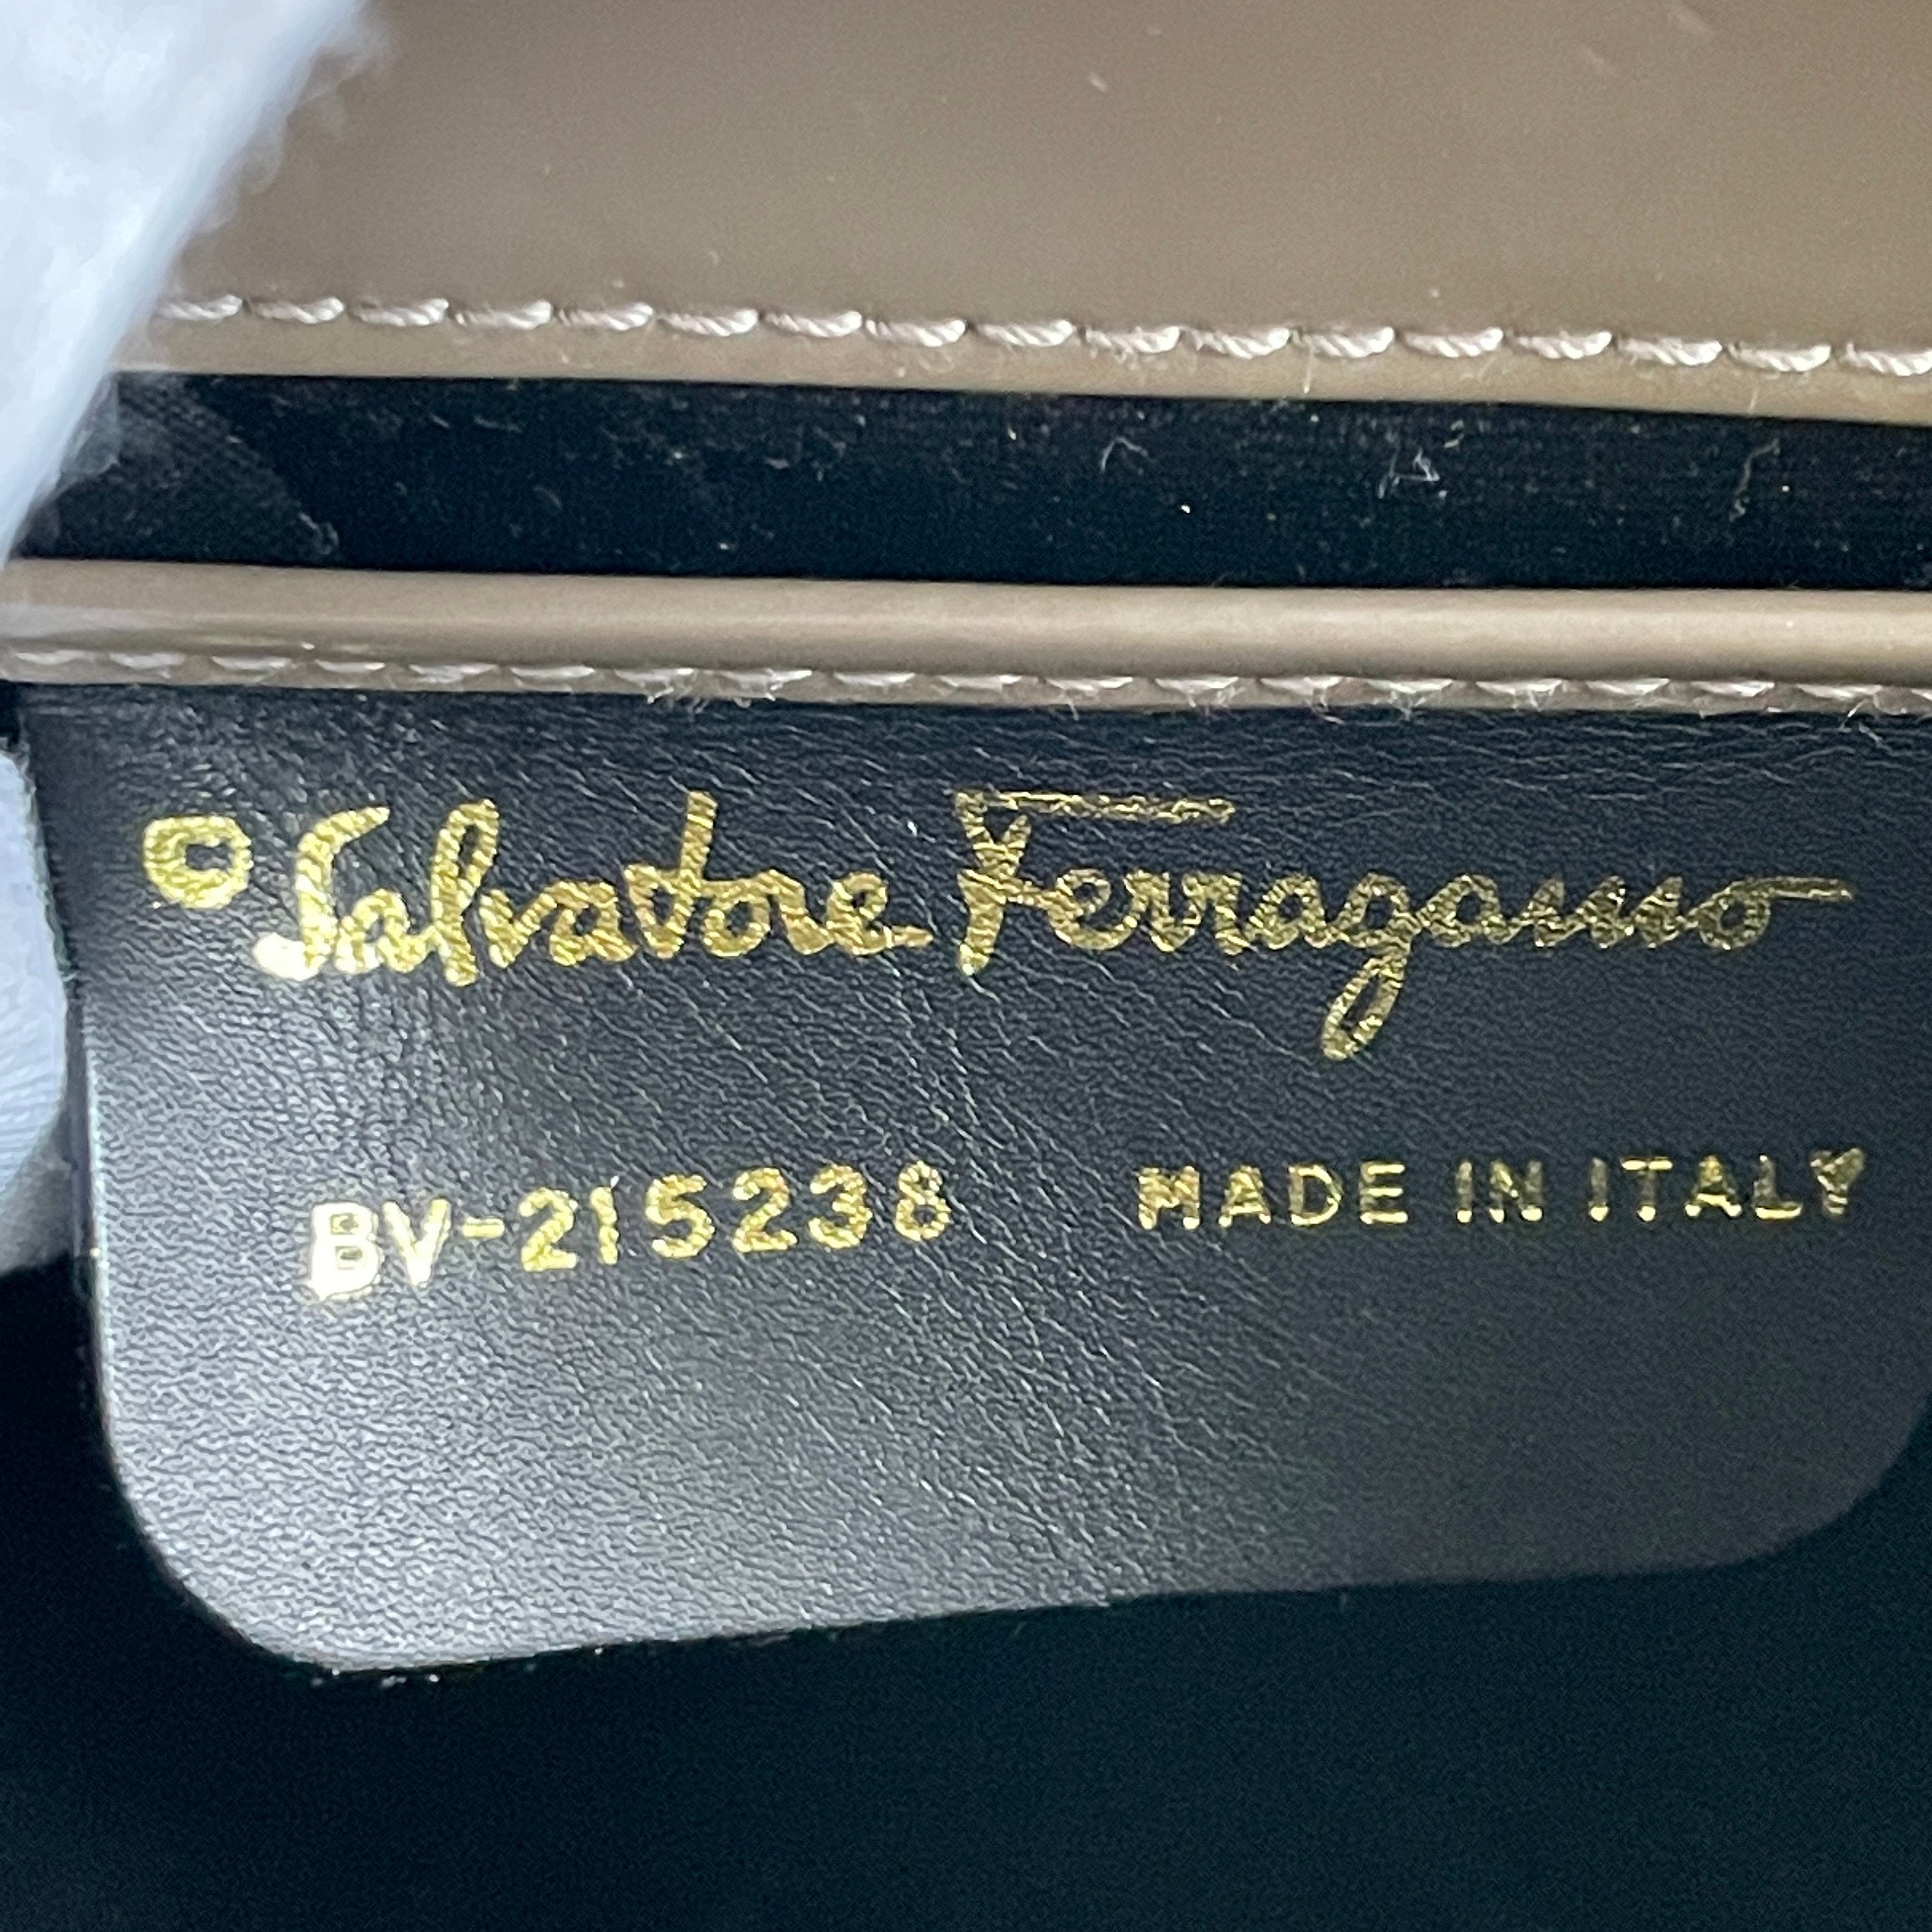 © Salvatore Ferragamo
BV-215238 MADE IN ITALY